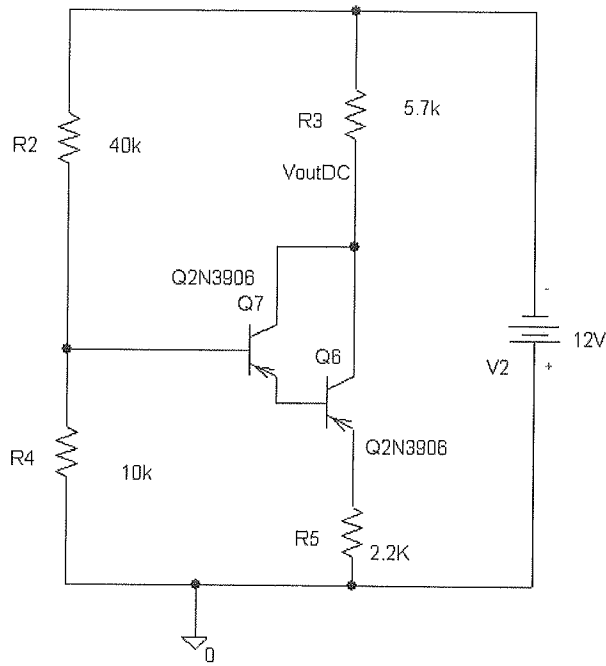 R3
5.7k
R2
40k
VoutDC
Q2N3906
Q7
Q6
-
12V
V2
+
Q2N3906
R4
10k
R5
2.2K
0